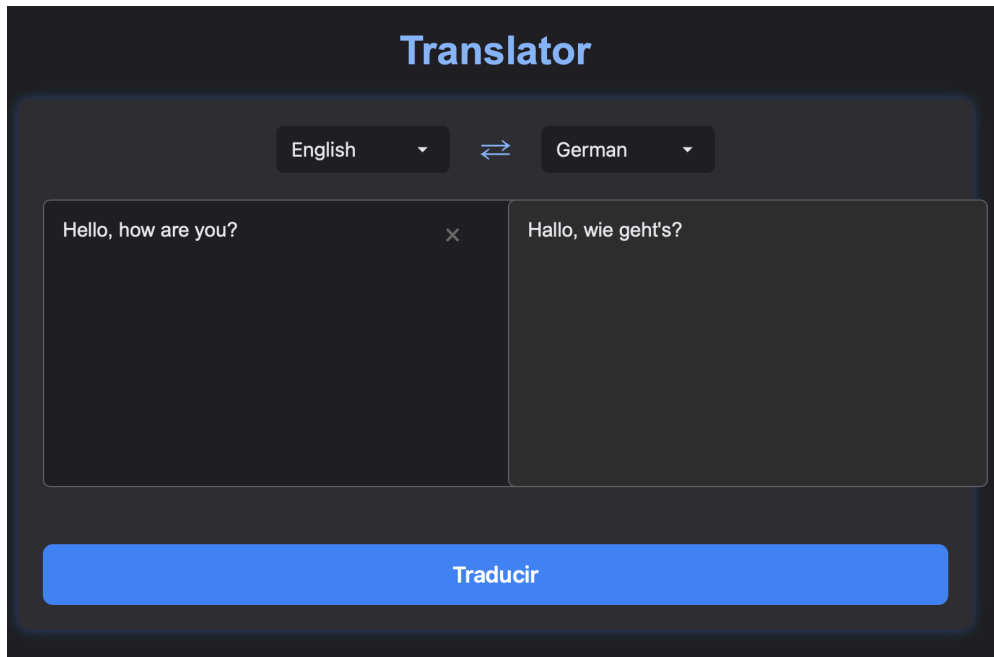 Translator
English
German
Hello, how are you?
Hallo, wie geht's?
Traducir